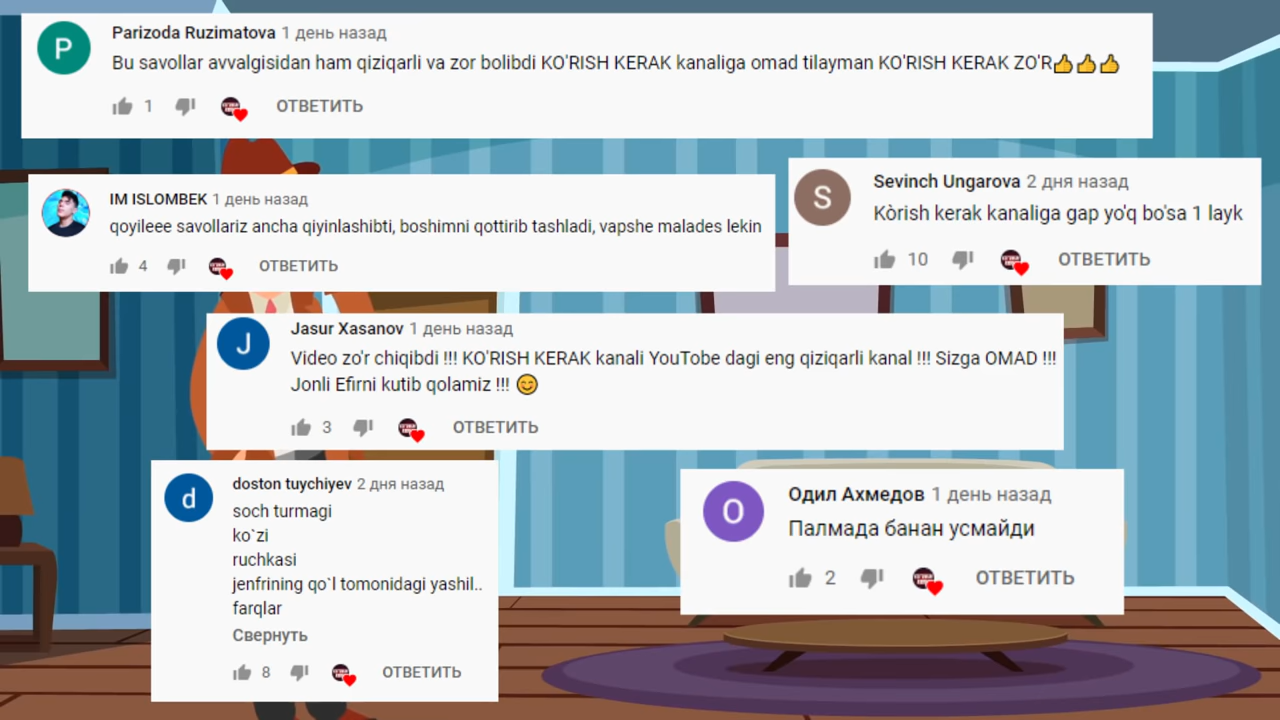 Parizoda Ruzimatova 1 день назад
Bu savollar avvalgisidan ham qiziqarli va zor bolibdi KO'RISH KERAK kanaliga omad tilayman KO'RISH KERAK ZO'R👍👍👍
1 ОТВЕТИТЬ
IM ISLOMBEK 1 день назад
qoyileee savollariz ancha qiyinlashibti, boshimni qottirib tashladi, vapshe malades lekin
4 ОТВЕТИТЬ
Sevinch Ungarova 2 дня назад
Kòrish kerak kanaliga gap yo'q bo'sa 1 layk
10 ОТВЕТИТЬ
Jasur Xasanov 1 день назад
Video zo'r chiqibdi !!! KO'RISH KERAK kanali YouTobe dagi eng qiziqarli kanal !!! Sizga OMAD !!!
Jonli Efirni kutib qolamiz !!! 😊
3 ОТВЕТИТЬ
doston tuychiyev 2 дня назад
soch turmagi
ko`zi
ruchkasi
jenfrining qo`l tomonidagi yashil..
farqlar
Свернуть
8 ОТВЕТИТЬ
Одил Ахмедов 1 день назад
Палмада банан усмайди
2 ОТВЕТИТЬ